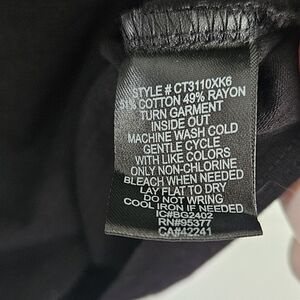 STYLE # CT3110XK6
51% COTTON 49% RAYON
TURN GARMENT
INSIDE OUT
MACHINE WASH COLD
GENTLE CYCLE
WITH LIKE COLORS
ONLY NON-CHLORINE
BLEACH WHEN NEEDED
LAY FLAT TO DRY
DO NOT WRING
COOL IRON IF NEEDED
IC#BG2402
RN#95377
CA#42241